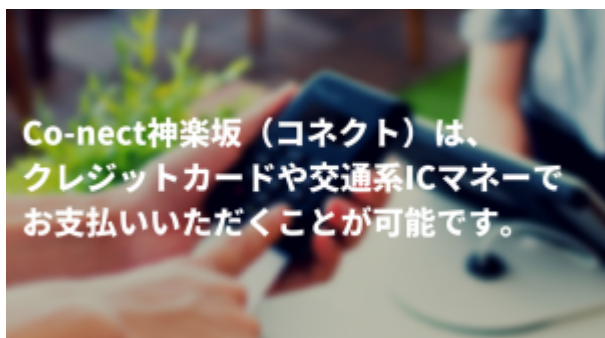 Co-nect神楽坂（コネクト）は、
クレジットカードや交通系ICマネーで
お支払いいただくことが可能です。